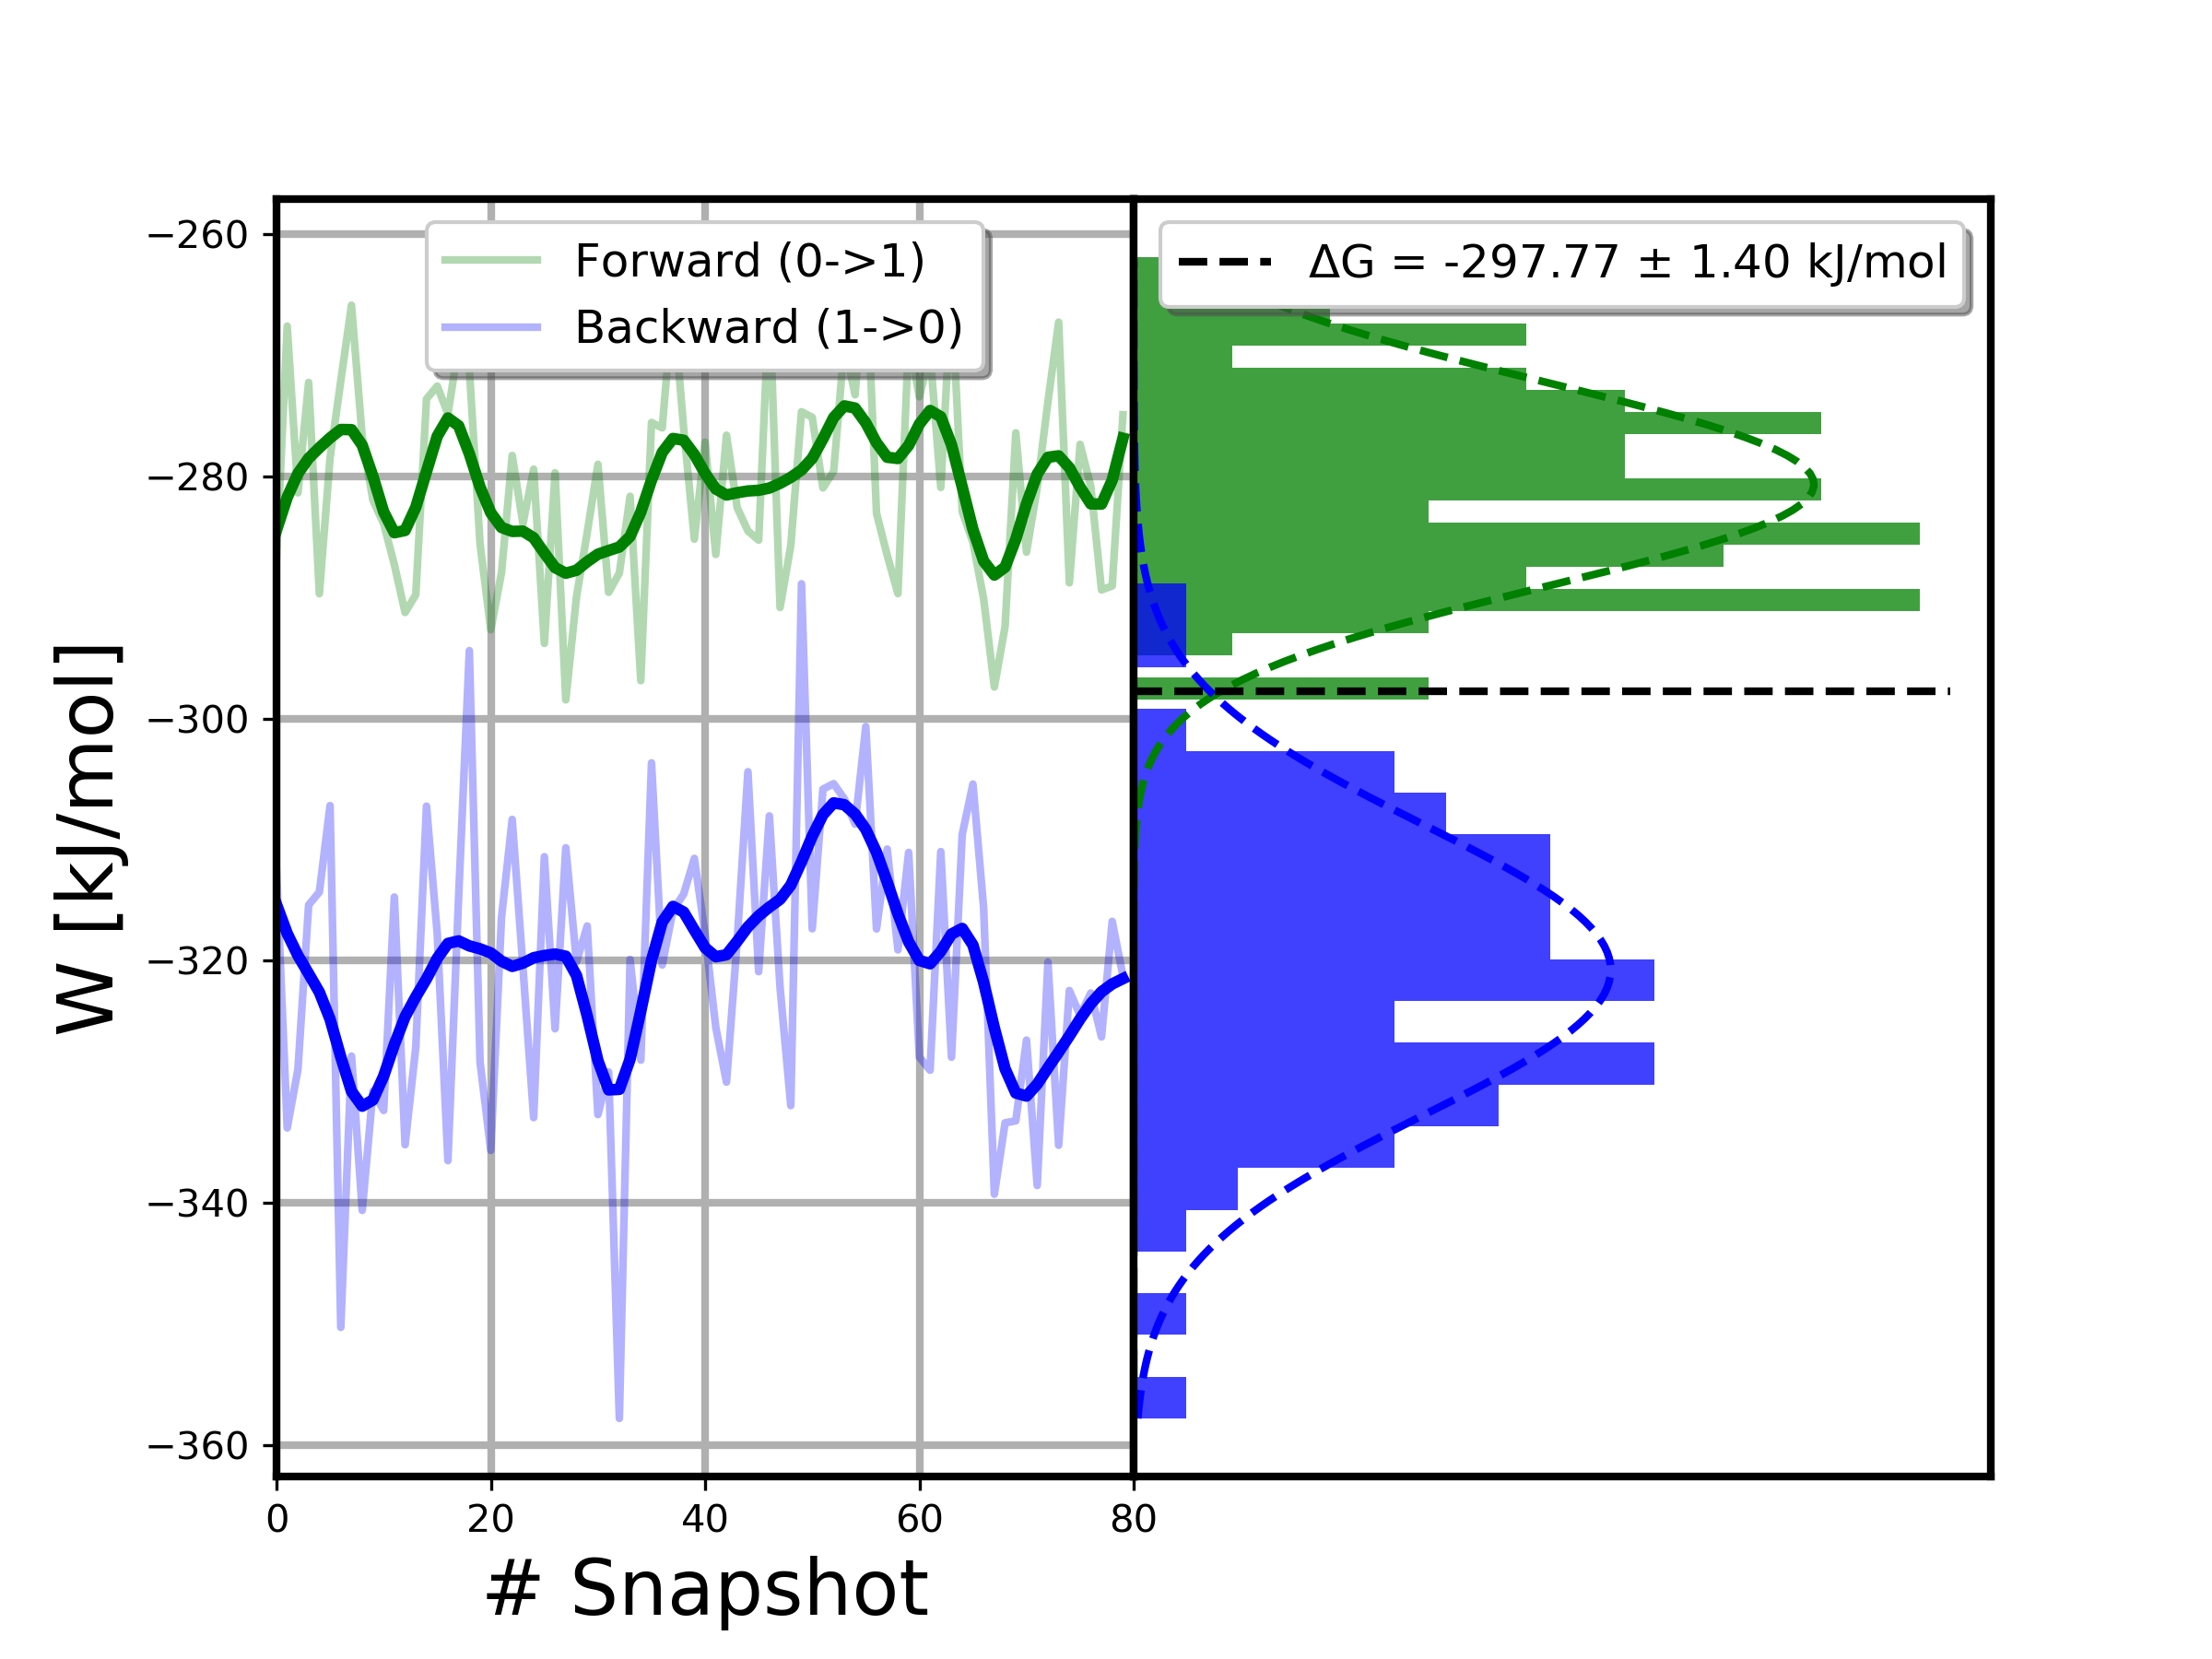 Forward (0->1)
Backward (1->0)
ΔG = -297.77 ± 1.40 kJ/mol
W [kJ/mol]
−260
−280
−300
−320
−340
−360
0 20 40 60 80
# Snapshot